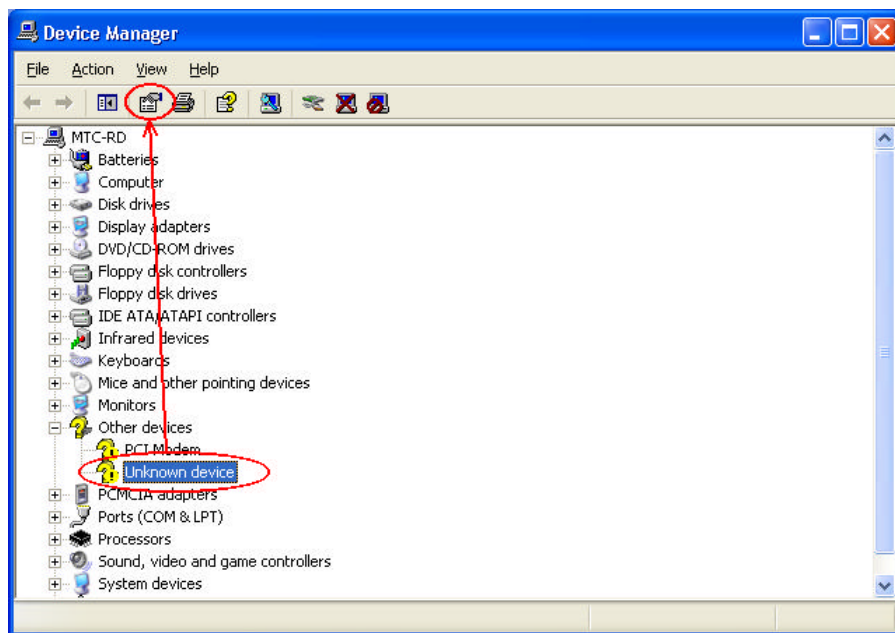 Device Manager
File Action View Help
MTC-RD
Batteries
Computer
Disk drives
Display adapters
DVD/CD-ROM drives
Floppy disk controllers
Floppy disk drives
IDE ATA/ATAPI controllers
Infrared devices
Keyboards
Mice and other pointing devices
Monitors
Other devices
PCI Modem
Unknown device
PCMCIA adapters
Ports (COM & LPT)
Processors
Sound, video and game controllers
System devices